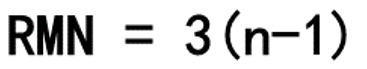 RMN = 3(n-1)